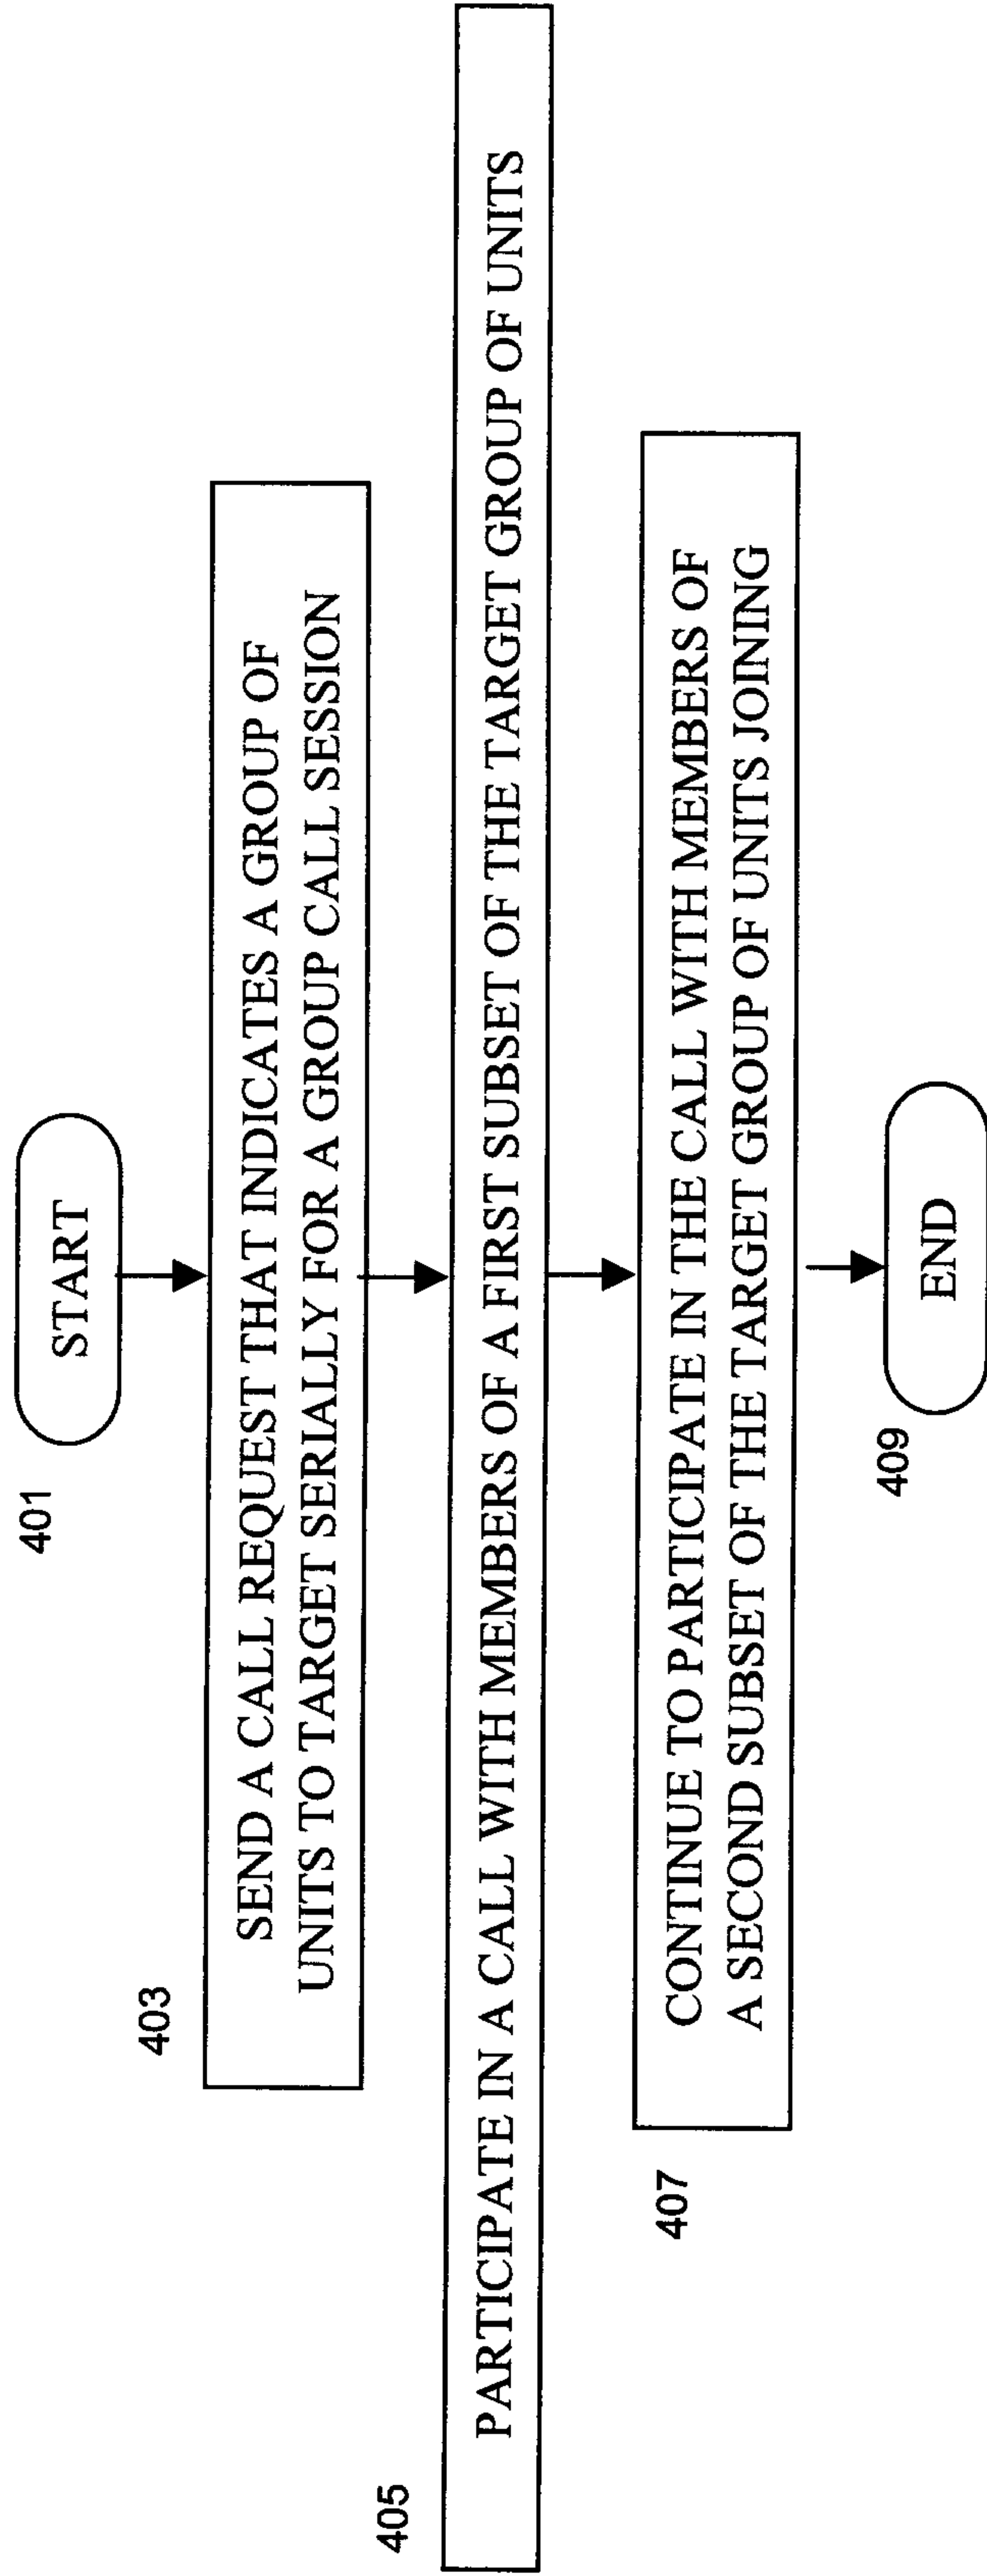 401
START
403
SEND A CALL REQUEST THAT INDICATES A GROUP OF
UNITS TO TARGET SERIALLY FOR A GROUP CALL SESSION
405
PARTICIPATE IN A CALL WITH MEMBERS OF A FIRST SUBSET OF THE TARGET GROUP OF UNITS
407
CONTINUE TO PARTICIPATE IN THE CALL WITH MEMBERS OF
A SECOND SUBSET OF THE TARGET GROUP OF UNITS JOINING
409
END